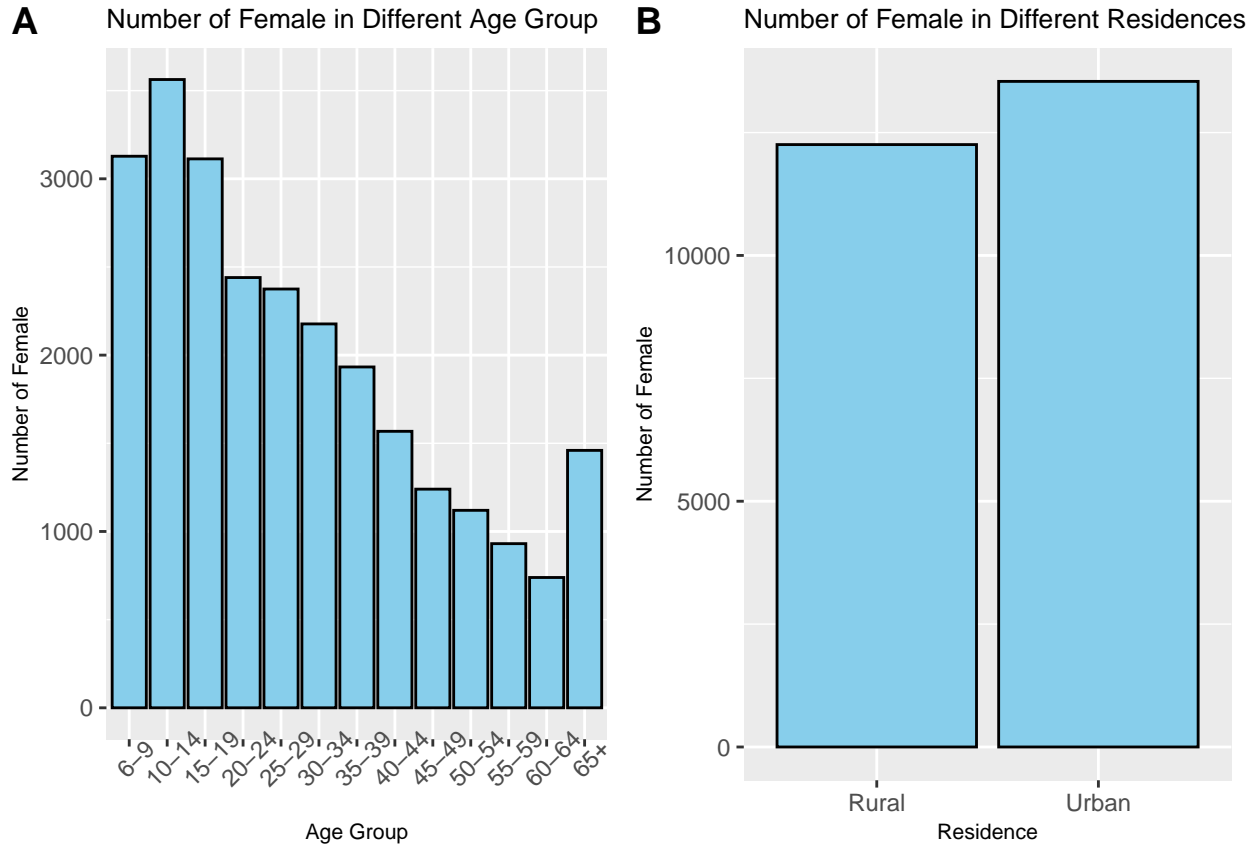 A
Number of Female in Different Age Group
Number of Female
3000
2000
1000
0
6–9
10–14
15–19
20–24
25–29
30–34
35–39
40–44
45–49
50–54
55–59
60–64
65+
Age Group
B
Number of Female in Different Residences
Number of Female
10000
5000
0
Rural
Urban
Residence